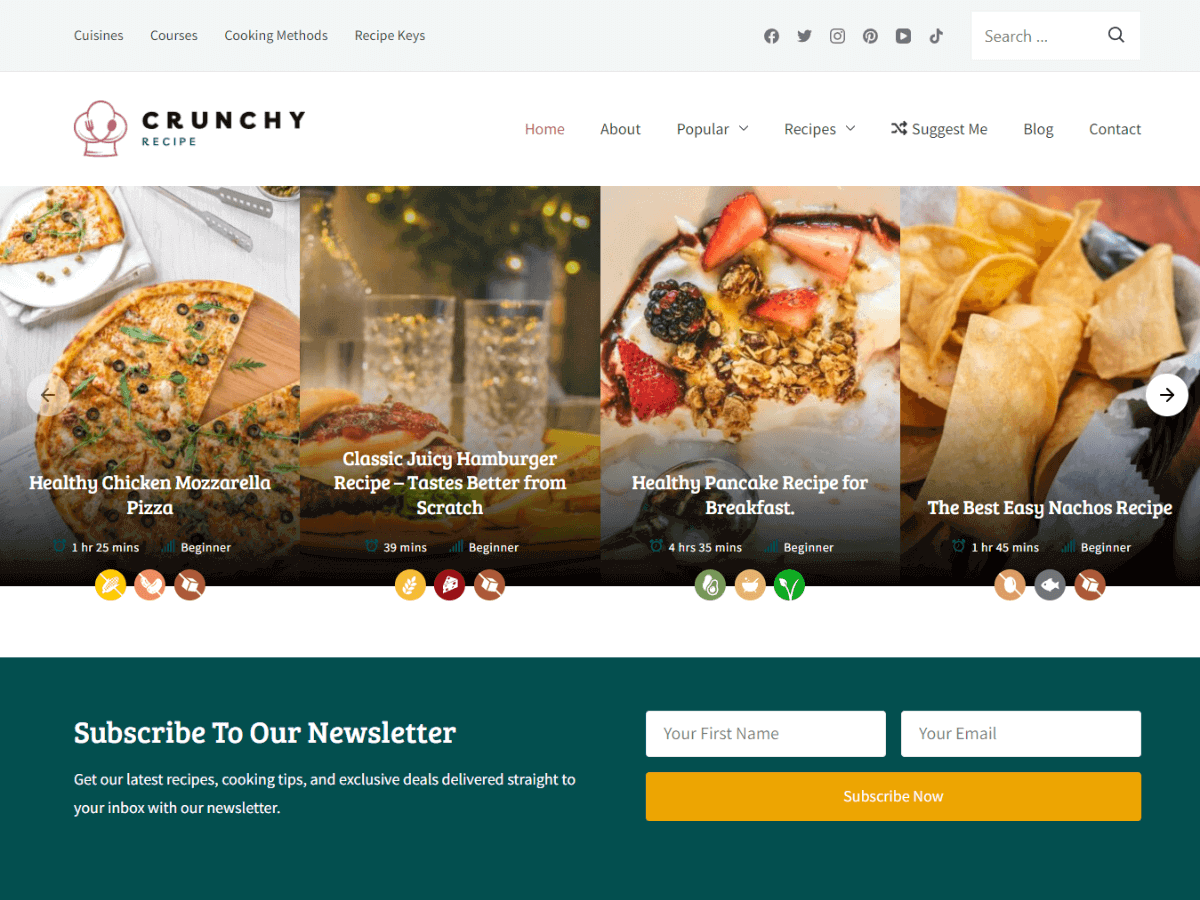 Cuisines Courses Cooking Methods Recipe Keys Search ...
CRUNCHY
RECIPE
Home About Popular Recipes Suggest Me Blog Contact
Healthy Chicken Mozzarella
Pizza
1 hr 25 mins Beginner
Classic Juicy Hamburger
Recipe – Tastes Better from
Scratch
39 mins Beginner
Healthy Pancake Recipe for
Breakfast.
4 hrs 35 mins Beginner
The Best Easy Nachos Recipe
1 hr 45 mins Beginner
Subscribe To Our Newsletter
Get our latest recipes, cooking tips, and exclusive deals delivered straight to
your inbox with our newsletter.
Your First Name Your Email
Subscribe Now